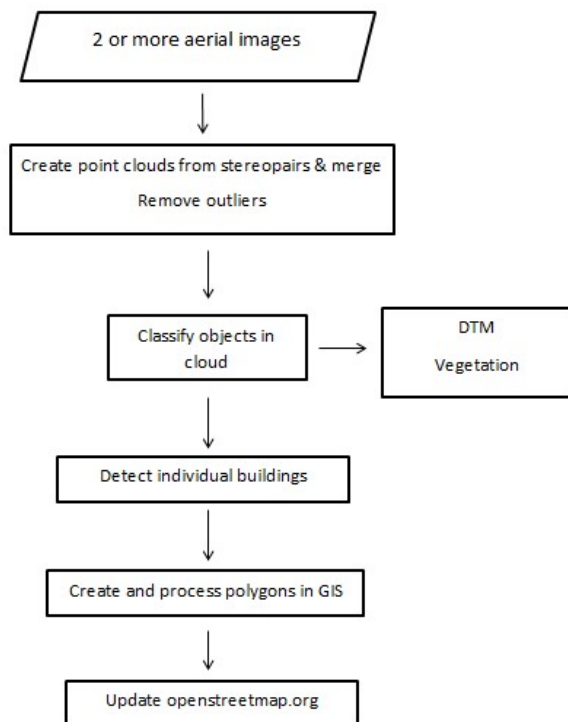 2 or more aerial images
Create point clouds from stereopairs & merge
Remove outliers
Classify objects in
cloud
DTM
Vegetation
Detect individual buildings
Create and process polygons in GIS
Update openstreetmap.org